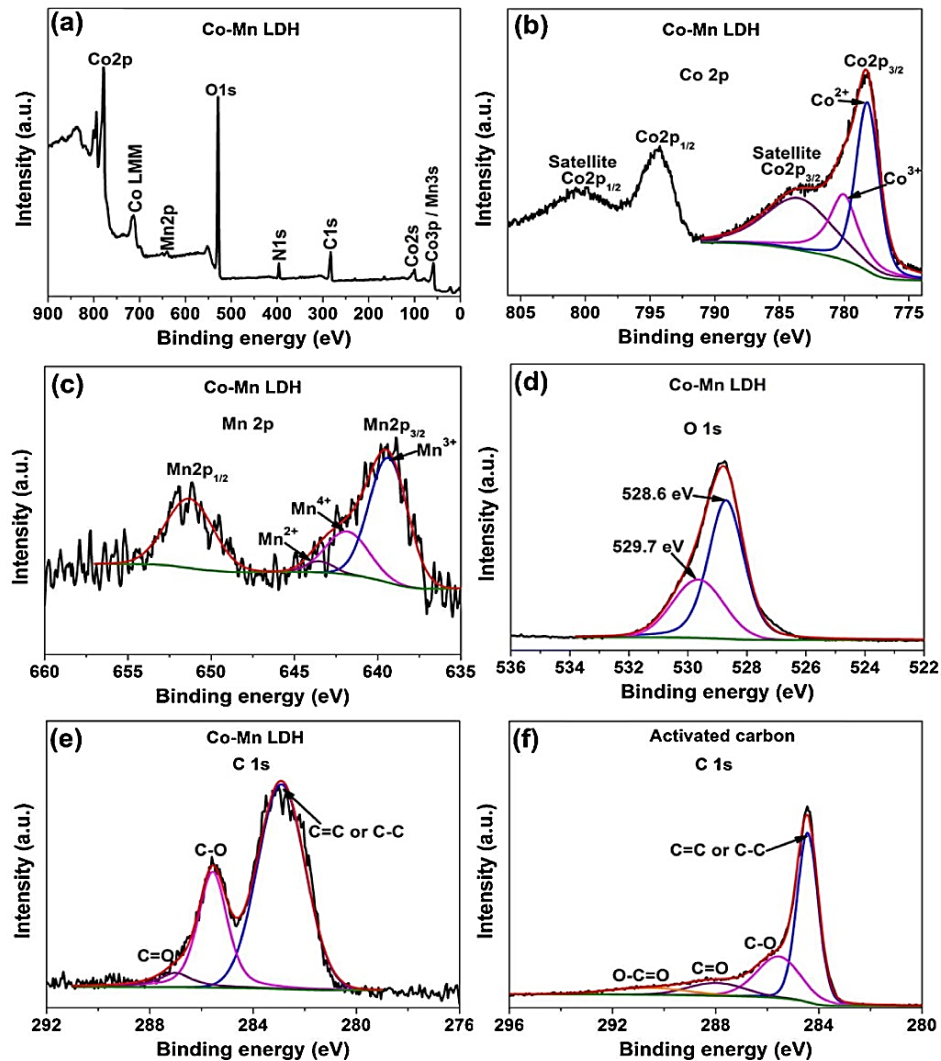 (a)
Co-Mn LDH
Co2p
O1s
Co LMM
Mn2p
N1s
C1s
Co2s
Co3p / Mn3s
Intensity (a.u.)
900 800 700 600 500 400 300 200 100 0
Binding energy (eV)
(b)
Co-Mn LDH
Co 2p
Co2p3/2
Co2+
Co2p1/2
Satellite
Co2p1/2
Satellite
Co2p3/2
Co3+
Intensity (a.u.)
805 795 785 775
Binding energy (eV)
(c)
Co-Mn LDH
Mn 2p
Mn2p3/2
Mn3+
Mn2p1/2
Mn4+
Mn2+
Intensity (a.u.)
660 655 650 645 640 635
Binding energy (eV)
(d)
Co-Mn LDH
O 1s
528.6 eV
529.7 eV
Intensity (a.u.)
536 534 532 530 528 526 524 522
Binding energy (eV)
(e)
Co-Mn LDH
C 1s
C=C or C-C
C-O
C=O
Intensity (a.u.)
292 288 284 280 276
Binding energy (eV)
(f)
Activated carbon
C 1s
C=C or C-C
C-O
C=O
O-C=O
Intensity (a.u.)
296 292 288 284 280
Binding energy (eV)